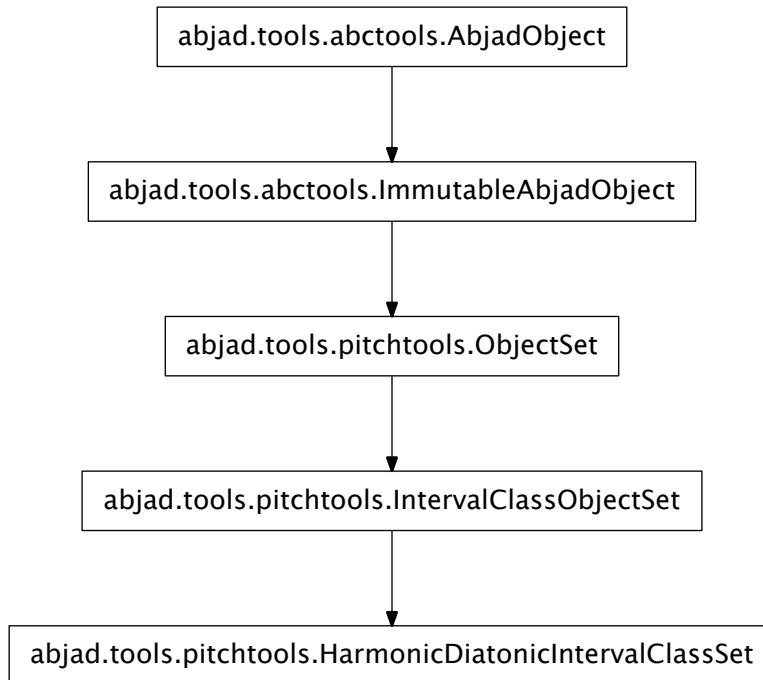 abjad.tools.abctools.AbjadObject
abjad.tools.abctools.ImmutableAbjadObject
abjad.tools.pitchtools.ObjectSet
abjad.tools.pitchtools.IntervalClassObjectSet
abjad.tools.pitchtools.HarmonicDiatonicIntervalClassSet